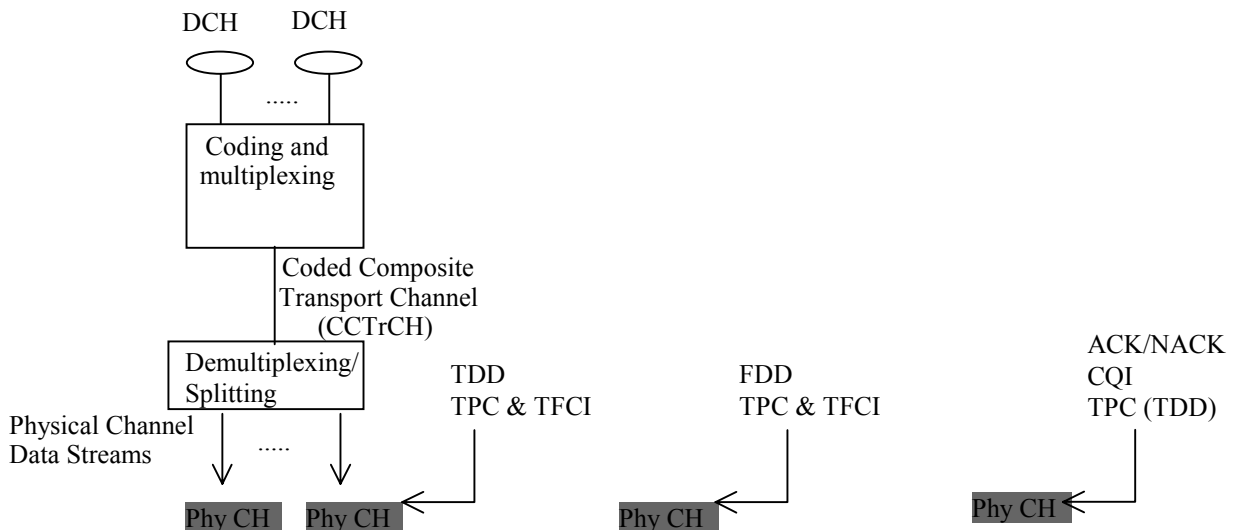 DCH DCH
.....
Coding and
multiplexing
Coded Composite
Transport Channel
(CCTrCH)
Demultiplexing/
Splitting
Physical Channel
Data Streams
.....
TDD
TPC & TFCI
FDD
TPC & TFCI
ACK/NACK
CQI
TPC (TDD)
Phy CH Phy CH Phy CH Phy CH